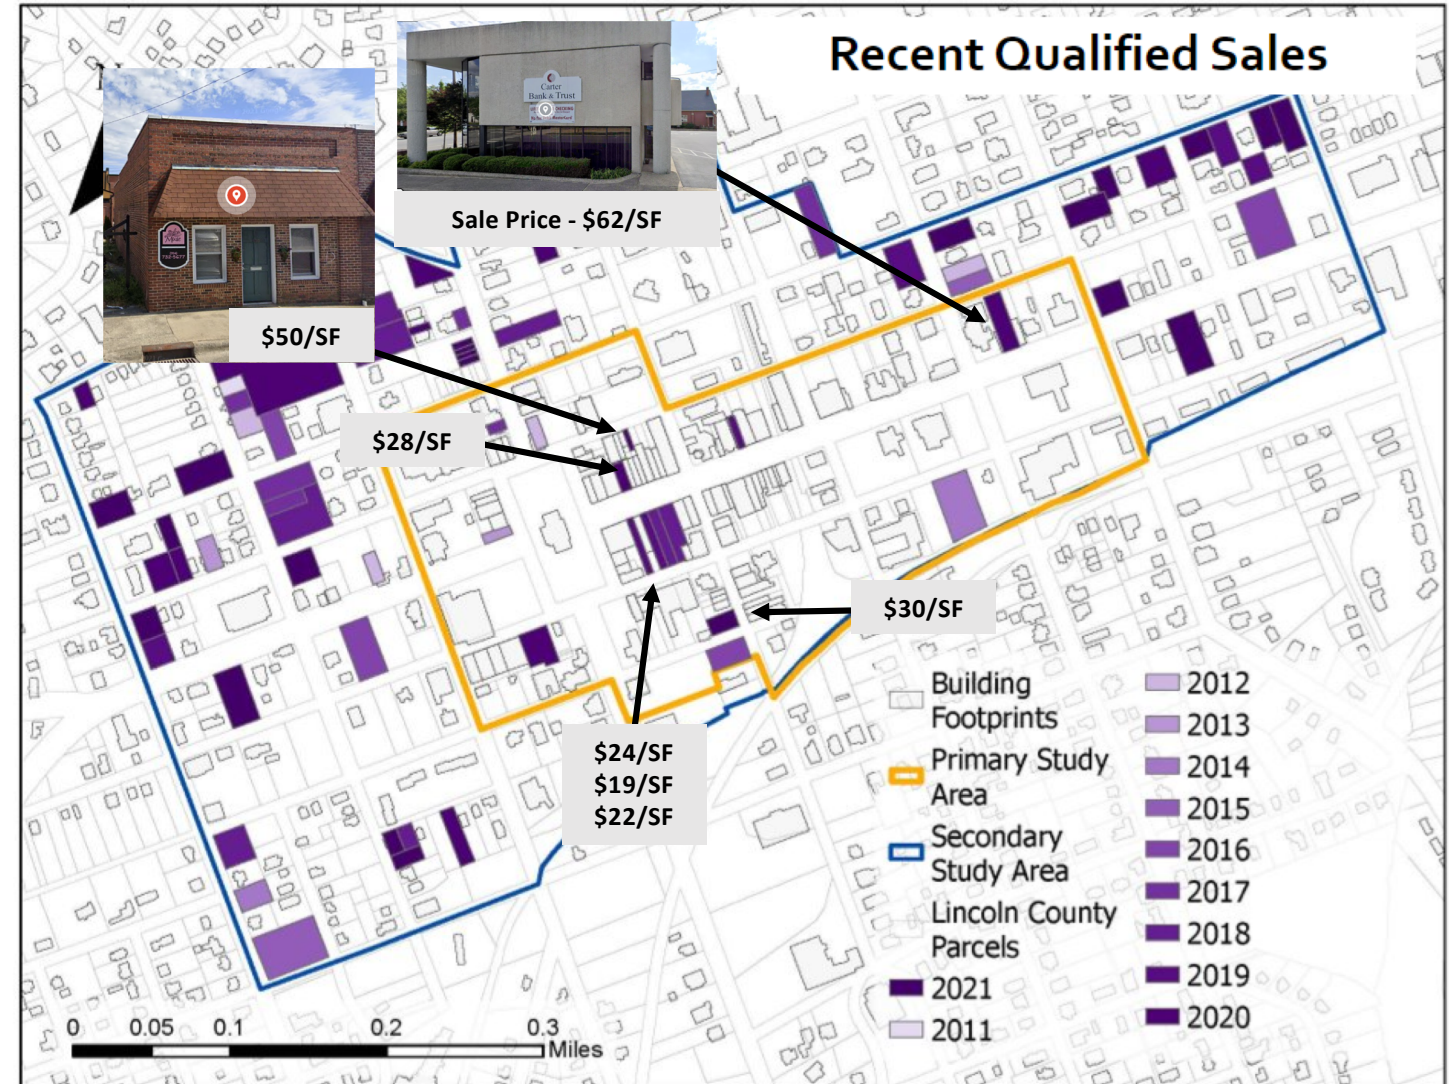 Recent Qualified Sales
N
Carter
Bank & Trust
Sale Price - $62/SF
$50/SF
$28/SF
$30/SF
$24/SF
$19/SF
$22/SF
Building
Footprints
Primary Study
Area
Secondary
Study Area
Lincoln County
Parcels
2021
2011
2012
2013
2014
2015
2016
2017
2018
2019
2020
0 0.05 0.1 0.2 0.3
Miles